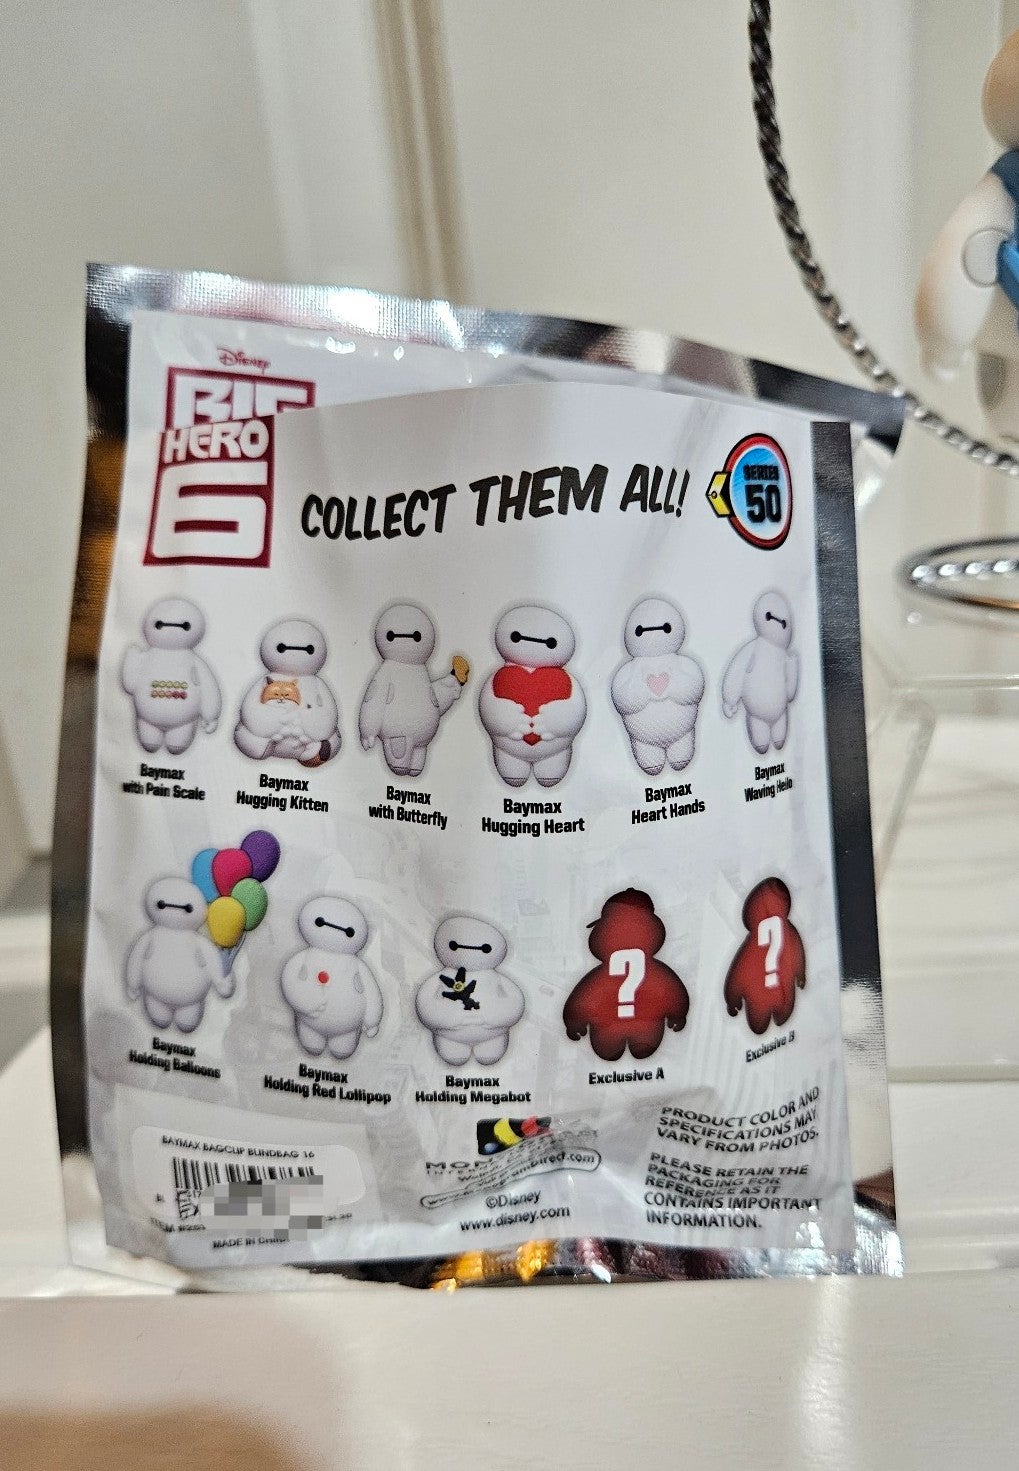 Disney
BIG
HERO
6
COLLECT THEM ALL!
SERIES
50
Baymax
with Pain Scale
Baymax
Hugging Kitten
Baymax
with Butterfly
Baymax
Hugging Heart
Baymax
Heart Hands
Baymax
Waving Hello
Baymax
Holding Balloons
Baymax
Holding Red Lollipop
Baymax
Holding Megabot
?
Exclusive A
?
Exclusive B
BAYMAX BAGCLIP BLINDBAG 16
ITEM
MADE IN
©Disney
www.disney.com
PRODUCT COLOR AND
SPECIFICATIONS MAY
VARY FROM PHOTOS.
PLEASE RETAIN THE
PACKAGING FOR
REFERENCE AS IT
CONTAINS IMPORTANT
INFORMATION.